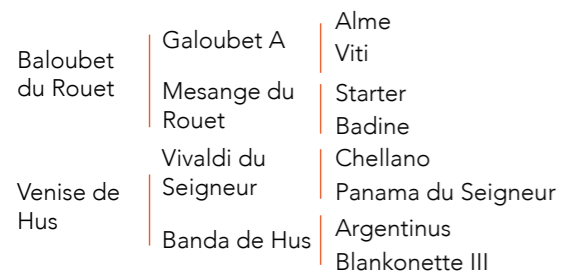 Baloubet
du Rouet
Galoubet A
Alme
Viti
Mesange du
Rouet
Starter
Badine
Venise de
Hus
Vivaldi du
Seigneur
Chellano
Panama du Seigneur
Banda de Hus
Argentinus
Blankonette III